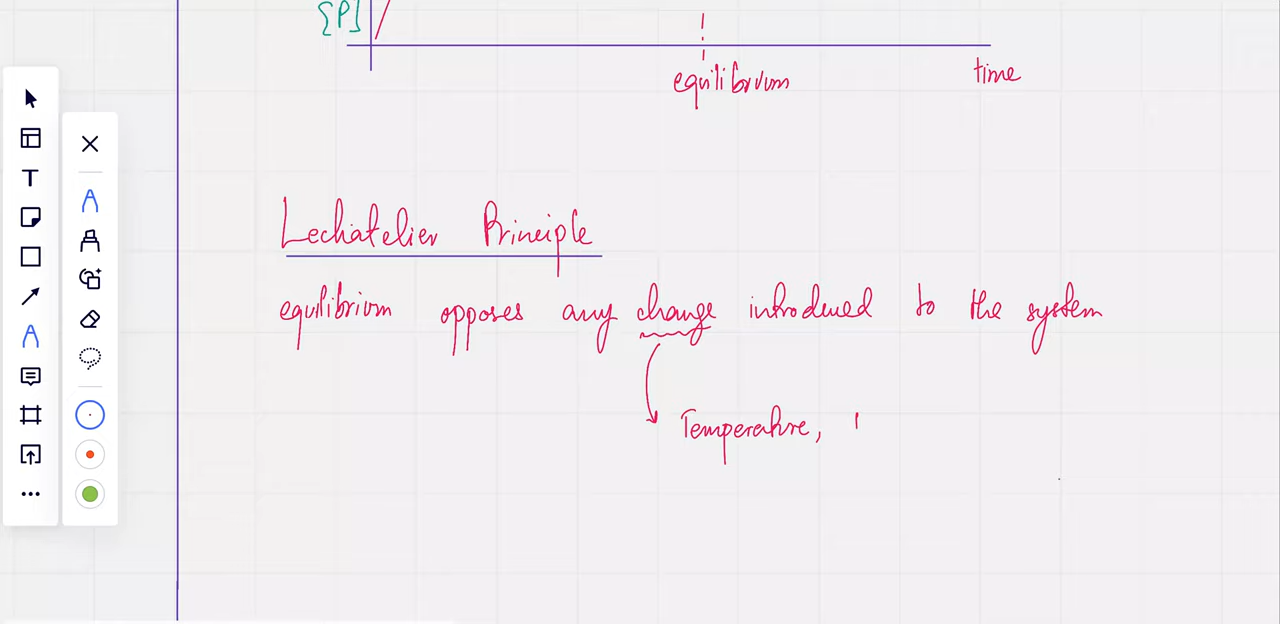 [P]
equilibrium
time
Lechatelier Principle
equilibrium opposes any change introduced to the system
Temperature,